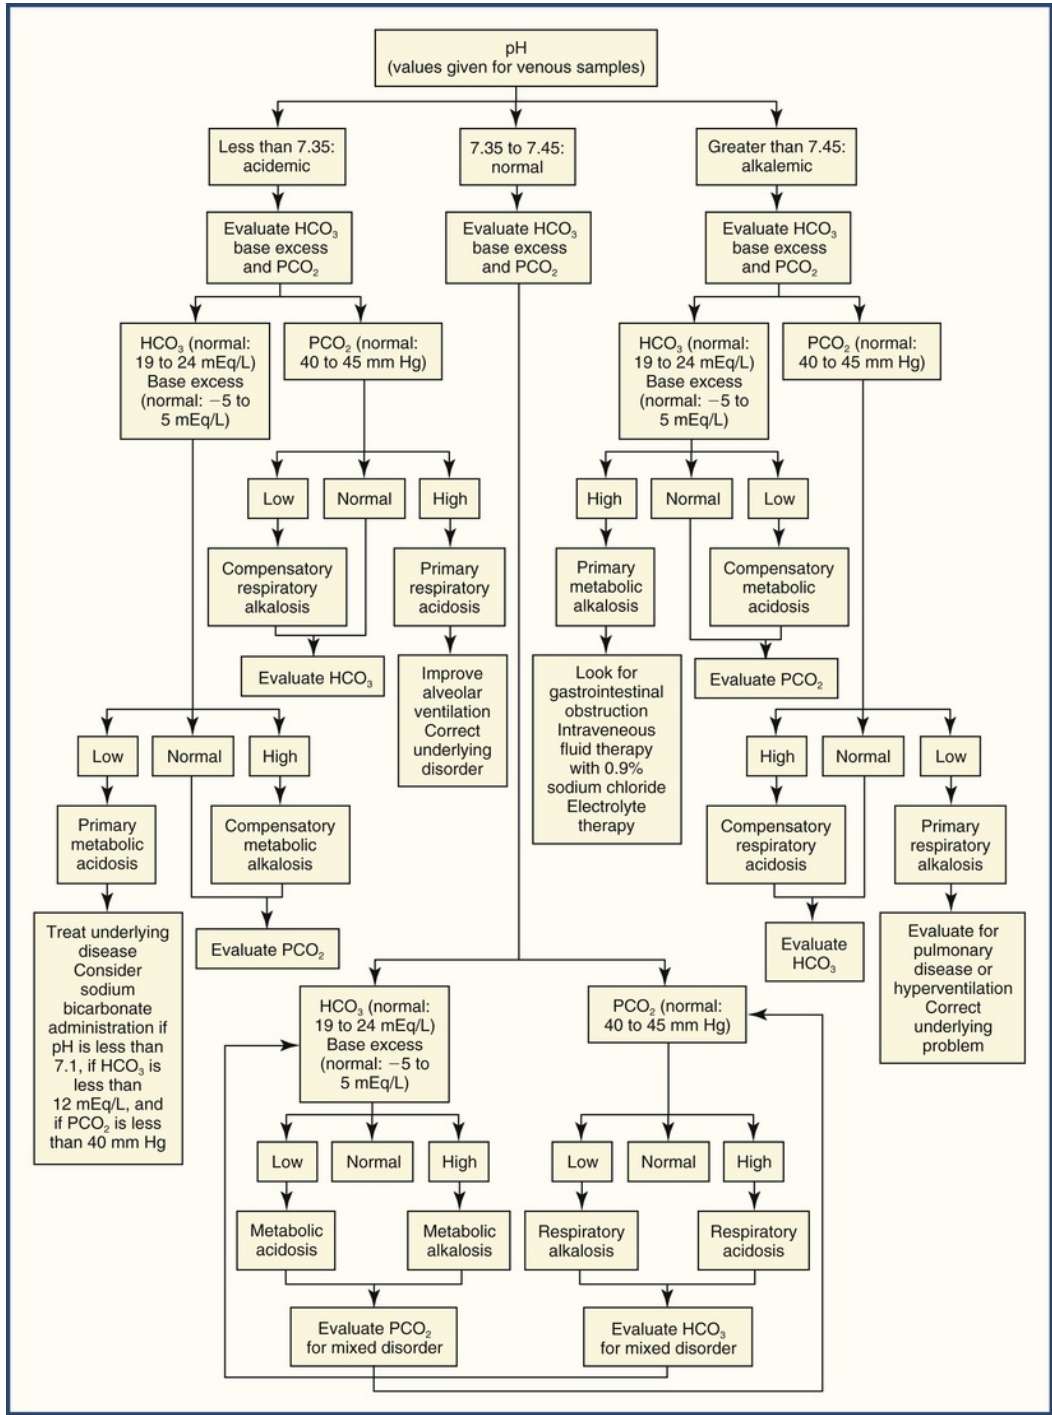 pH
(values given for venous samples)
Less than 7.35:
acidemic
7.35 to 7.45:
normal
Greater than 7.45:
alkalemic
Evaluate HCO₃
base excess
and PCO₂
Evaluate HCO₃
base excess
and PCO₂
Evaluate HCO₃
base excess
and PCO₂
HCO₃ (normal:
19 to 24 mEq/L)
Base excess
(normal: −5 to
5 mEq/L)
PCO₂ (normal:
40 to 45 mm Hg)
HCO₃ (normal:
19 to 24 mEq/L)
Base excess
(normal: −5 to
5 mEq/L)
PCO₂ (normal:
40 to 45 mm Hg)
Low
Normal
High
High
Normal
Low
Compensatory
respiratory
alkalosis
Primary
respiratory
acidosis
Primary
metabolic
alkalosis
Compensatory
metabolic
acidosis
Evaluate HCO₃
Improve
alveolar
ventilation
Correct
underlying
disorder
Look for
gastrointestinal
obstruction
Intraveneous
fluid therapy
with 0.9%
sodium chloride
Electrolyte
therapy
Evaluate PCO₂
Low
Normal
High
High
Normal
Low
Primary
metabolic
acidosis
Compensatory
metabolic
alkalosis
Compensatory
respiratory
acidosis
Primary
respiratory
alkalosis
Treat underlying
disease
Consider
sodium
bicarbonate
administration if
pH is less than
7.1, if HCO₃ is
less than
12 mEq/L, and
if PCO₂ is less
than 40 mm Hg
Evaluate PCO₂
Evaluate
HCO₃
Evaluate for
pulmonary
disease or
hyperventilation
Correct
underlying
problem
HCO₃ (normal:
19 to 24 mEq/L)
Base excess
(normal: −5 to
5 mEq/L)
PCO₂ (normal:
40 to 45 mm Hg)
Low
Normal
High
Low
Normal
High
Metabolic
acidosis
Metabolic
alkalosis
Respiratory
alkalosis
Respiratory
acidosis
Evaluate PCO₂
for mixed disorder
Evaluate HCO₃
for mixed disorder